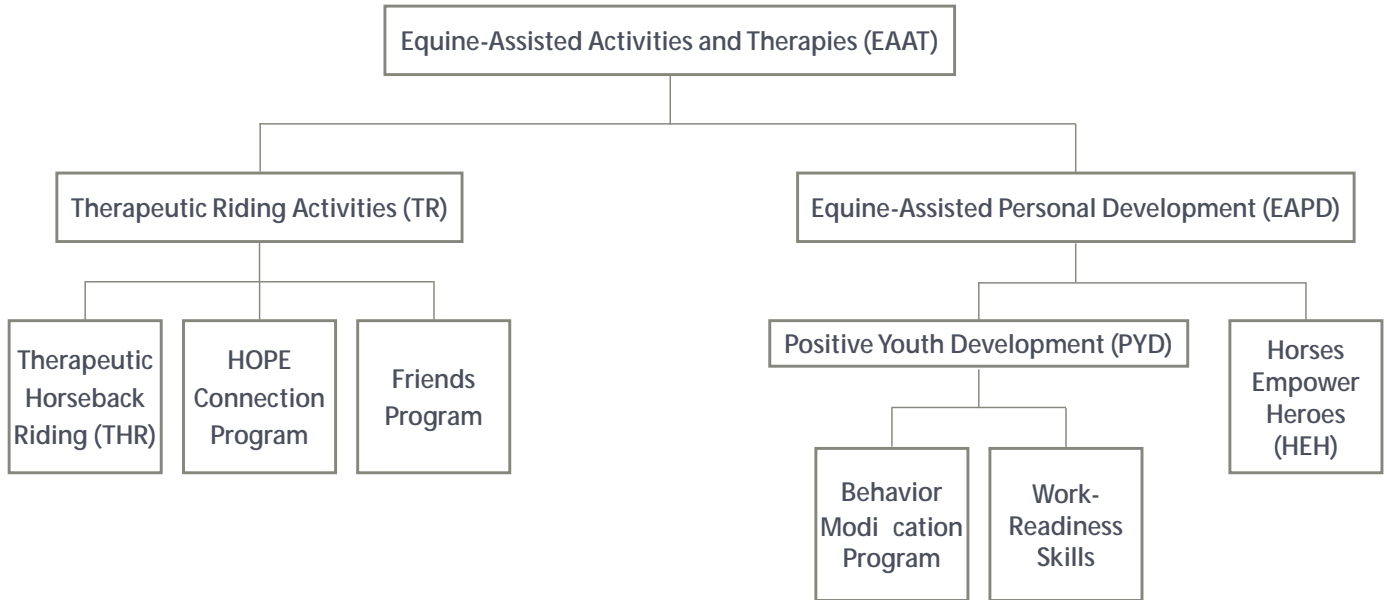 Equine-Assisted Activities and Therapies (EAAT)
Therapeutic Riding Activities (TR)
Equine-Assisted Personal Development (EAPD)
Therapeutic
Horseback
Riding (THR)
HOPE
Connection
Program
Friends
Program
Positive Youth Development (PYD)
Horses
Empower
Heroes
(HEH)
Behavior
Modi cation
Program
Work-
Readiness
Skills